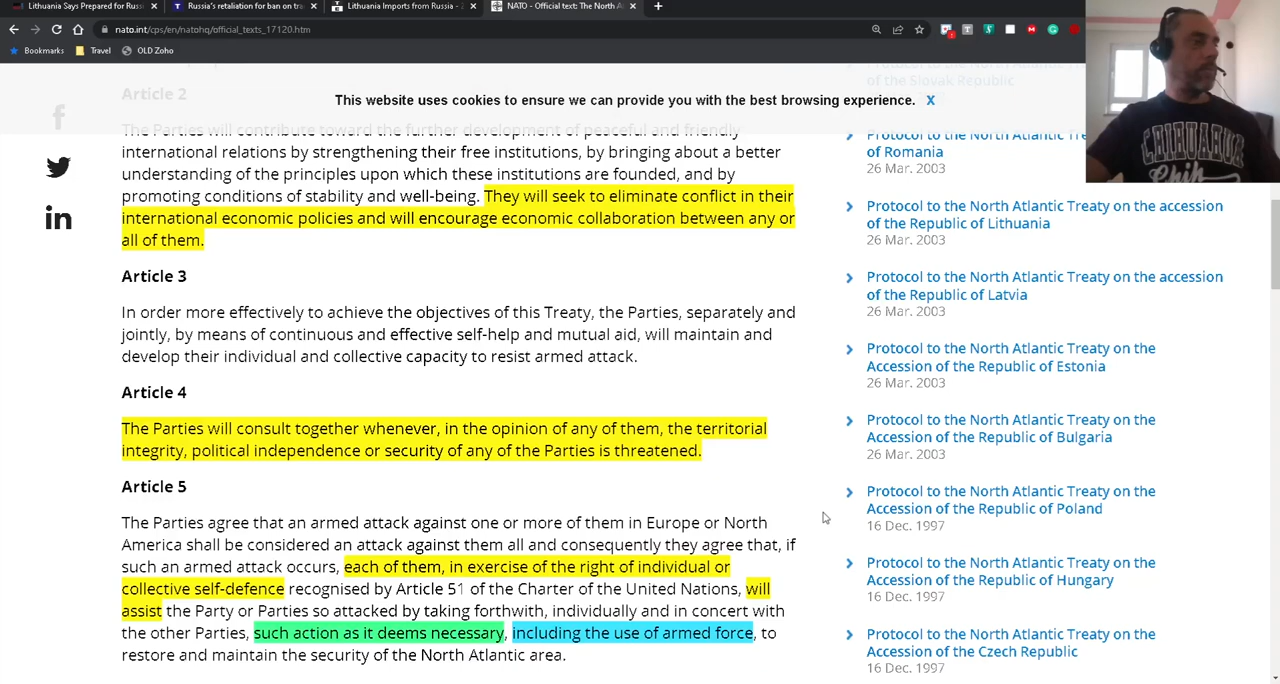 Lithuania Says Prepared for Russi
Russia's retaliation for ban on tra
Lithuania Imports from Russia - 2
NATO - Official text: The North A
nato.int/cps/en/natohq/official_texts_17120.htm
Bookmarks
Travel
OLD Zoho
This website uses cookies to ensure we can provide you with the best browsing experience. X
Article 2
The Parties will contribute toward the further development of peaceful and friendly
international relations by strengthening their free institutions, by bringing about a better
understanding of the principles upon which these institutions are founded, and by
promoting conditions of stability and well-being. They will seek to eliminate conflict in their
international economic policies and will encourage economic collaboration between any or
all of them.
Article 3
In order more effectively to achieve the objectives of this Treaty, the Parties, separately and
jointly, by means of continuous and effective self-help and mutual aid, will maintain and
develop their individual and collective capacity to resist armed attack.
Article 4
The Parties will consult together whenever, in the opinion of any of them, the territorial
integrity, political independence or security of any of the Parties is threatened.
Article 5
The Parties agree that an armed attack against one or more of them in Europe or North
America shall be considered an attack against them all and consequently they agree that, if
such an armed attack occurs, each of them, in exercise of the right of individual or
collective self-defence recognised by Article 51 of the Charter of the United Nations, will
assist the Party or Parties so attacked by taking forthwith, individually and in concert with
the other Parties, such action as it deems necessary, including the use of armed force, to
restore and maintain the security of the North Atlantic area.
Protocol to the North Atlantic
of the Slovak Republic
Protocol to the North Atlantic Tre
of Romania
26 Mar. 2003
Protocol to the North Atlantic Treaty on the accession
of the Republic of Lithuania
26 Mar. 2003
Protocol to the North Atlantic Treaty on the accession
of the Republic of Latvia
26 Mar. 2003
Protocol to the North Atlantic Treaty on the
Accession of the Republic of Estonia
26 Mar. 2003
Protocol to the North Atlantic Treaty on the
Accession of the Republic of Bulgaria
26 Mar. 2003
Protocol to the North Atlantic Treaty on the
Accession of the Republic of Poland
16 Dec. 1997
Protocol to the North Atlantic Treaty on the
Accession of the Republic of Hungary
16 Dec. 1997
Protocol to the North Atlantic Treaty on the
Accession of the Czech Republic
16 Dec. 1997
CHIHUAHUA